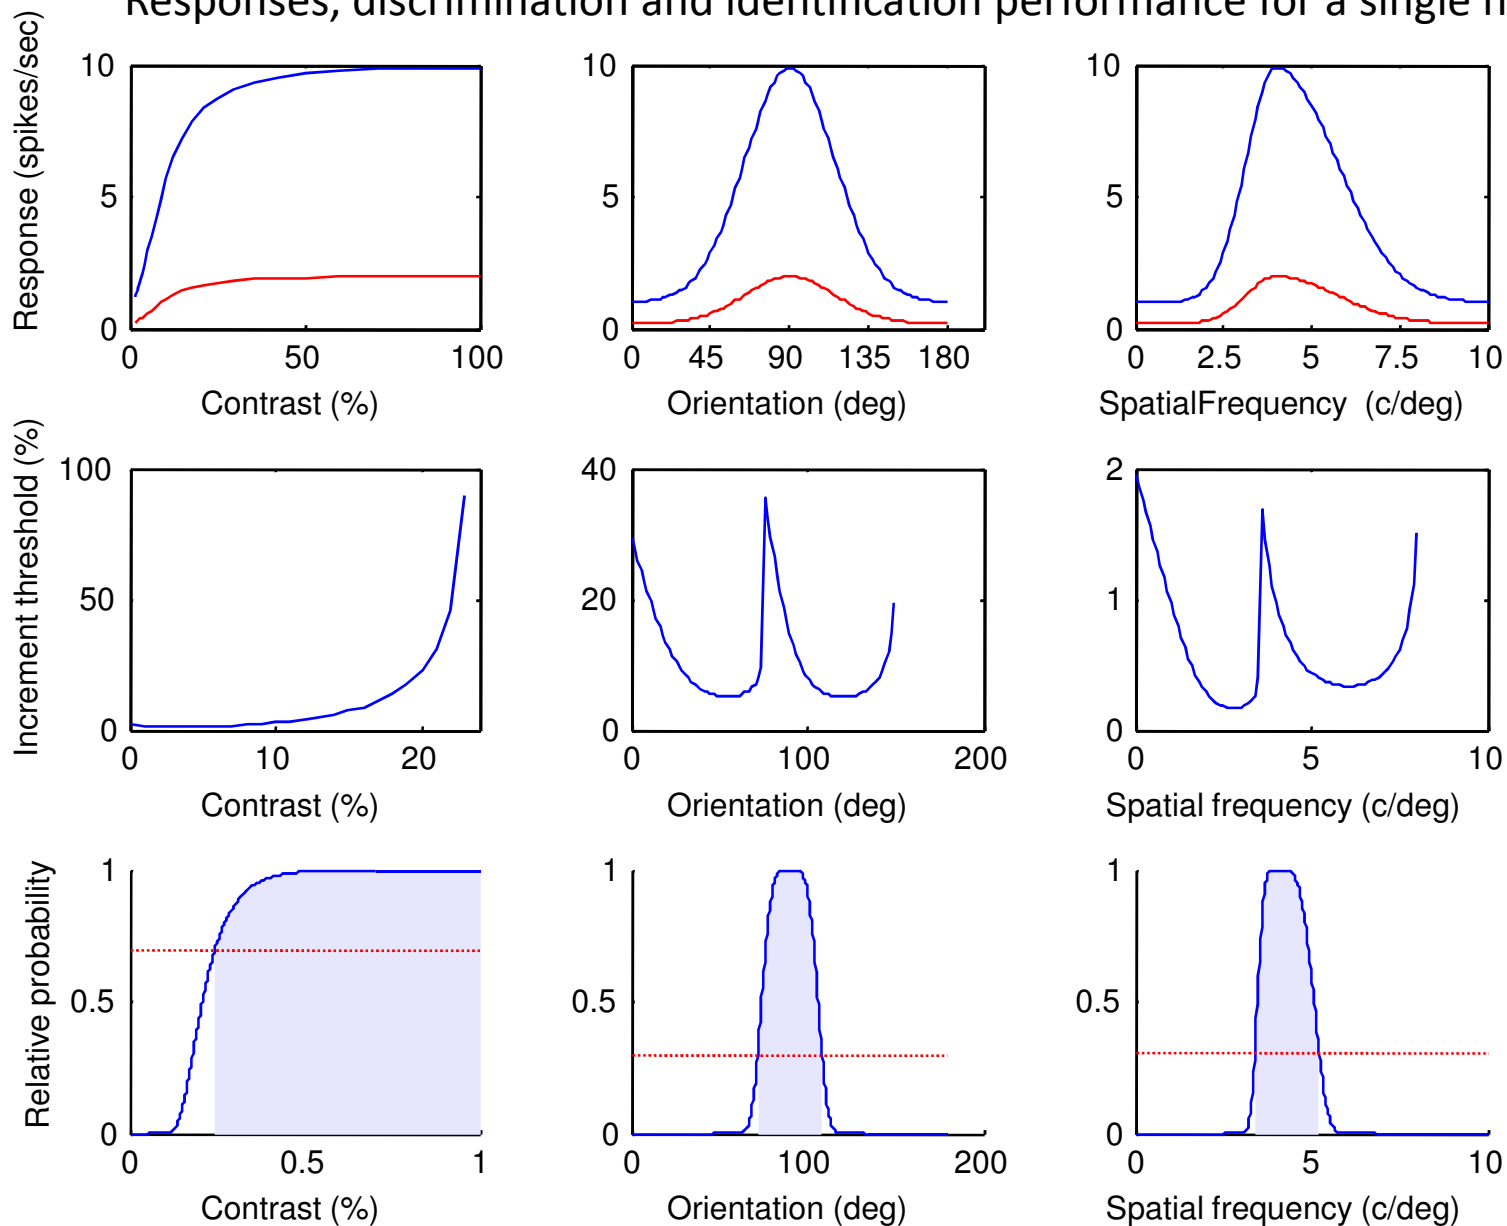 Responses, discrimination and identification performance for a single
Response (spikes/sec)
10
5
0
0 50 100
Contrast (%)
10
5
0
0 45 90 135 180
Orientation (deg)
10
5
0
0 2.5 5 7.5 10
SpatialFrequency (c/deg)
Increment threshold (%)
100
50
0
0 10 20
Contrast (%)
40
20
0
0 100 200
Orientation (deg)
2
1
0
0 5 10
Spatial frequency (c/deg)
Relative probability
1
0.5
0
0 0.5 1
Contrast (%)
1
0.5
0
0 100 200
Orientation (deg)
1
0.5
0
0 5 10
Spatial frequency (c/deg)